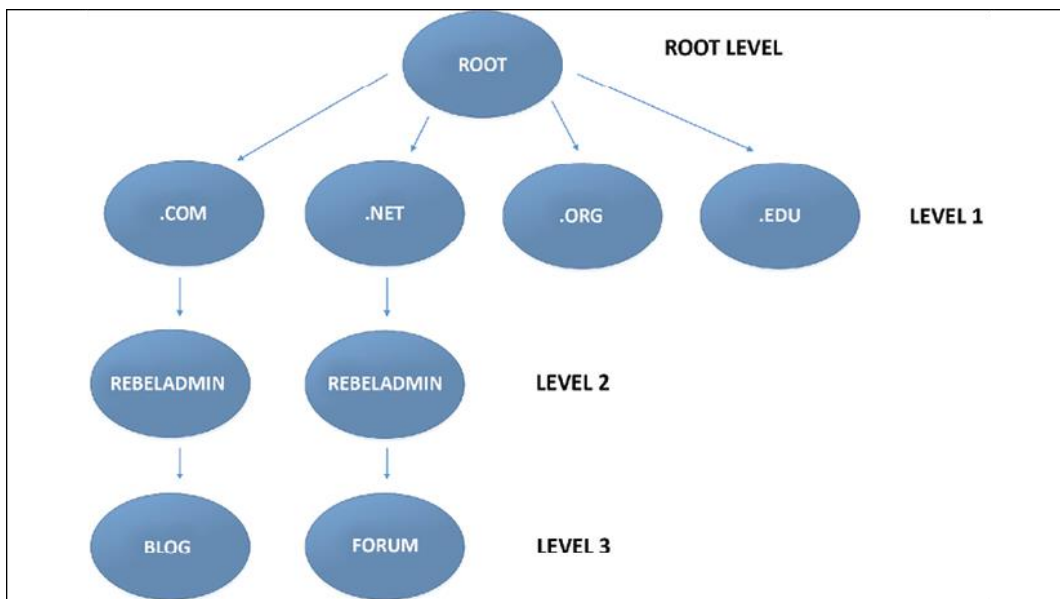 ROOT
ROOT LEVEL
.COM
.NET
.ORG
.EDU
LEVEL 1
REBELADMIN
REBELADMIN
LEVEL 2
BLOG
FORUM
LEVEL 3